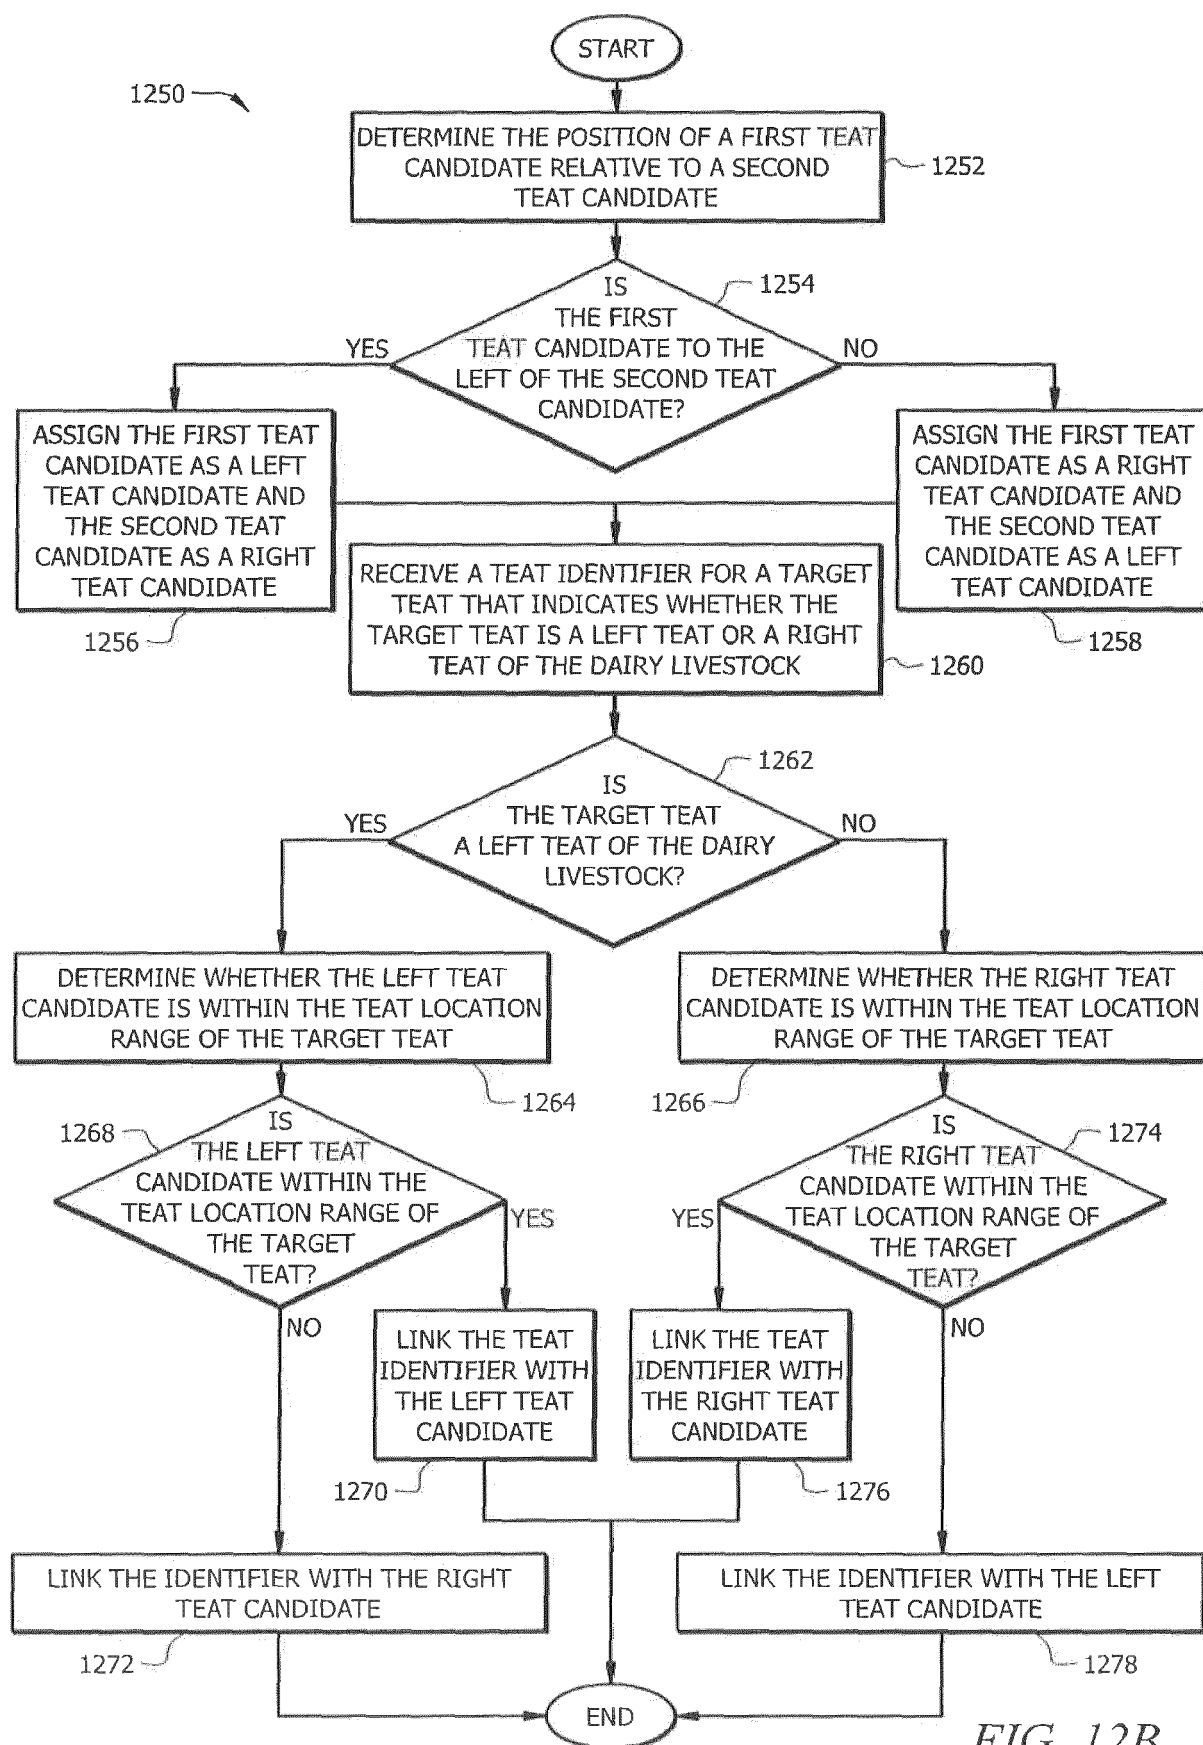 START
1250
DETERMINE THE POSITION OF A FIRST TEAT
CANDIDATE RELATIVE TO A SECOND
TEAT CANDIDATE
1252
IS
THE FIRST
TEAT CANDIDATE TO THE
LEFT OF THE SECOND TEAT
CANDIDATE?
1254
YES
NO
ASSIGN THE FIRST TEAT
CANDIDATE AS A LEFT
TEAT CANDIDATE AND
THE SECOND TEAT
CANDIDATE AS A RIGHT
TEAT CANDIDATE
1256
ASSIGN THE FIRST TEAT
CANDIDATE AS A RIGHT
TEAT CANDIDATE AND
THE SECOND TEAT
CANDIDATE AS A LEFT
TEAT CANDIDATE
1258
RECEIVE A TEAT IDENTIFIER FOR A TARGET
TEAT THAT INDICATES WHETHER THE
TARGET TEAT IS A LEFT TEAT OR A RIGHT
TEAT OF THE DAIRY LIVESTOCK
1260
IS
THE TARGET TEAT
A LEFT TEAT OF THE DAIRY
LIVESTOCK?
1262
YES
NO
DETERMINE WHETHER THE LEFT TEAT
CANDIDATE IS WITHIN THE TEAT LOCATION
RANGE OF THE TARGET TEAT
1264
DETERMINE WHETHER THE RIGHT TEAT
CANDIDATE IS WITHIN THE TEAT LOCATION
RANGE OF THE TARGET TEAT
1266
1268
IS
THE LEFT TEAT
CANDIDATE WITHIN THE
TEAT LOCATION RANGE OF
THE TARGET
TEAT?
YES
NO
1274
IS
THE RIGHT TEAT
CANDIDATE WITHIN THE
TEAT LOCATION RANGE OF
THE TARGET
TEAT?
YES
NO
LINK THE TEAT
IDENTIFIER WITH
THE LEFT TEAT
CANDIDATE
1270
LINK THE TEAT
IDENTIFIER WITH
THE RIGHT TEAT
CANDIDATE
1276
LINK THE IDENTIFIER WITH THE RIGHT
TEAT CANDIDATE
1272
LINK THE IDENTIFIER WITH THE LEFT
TEAT CANDIDATE
1278
END
FIG. 12B